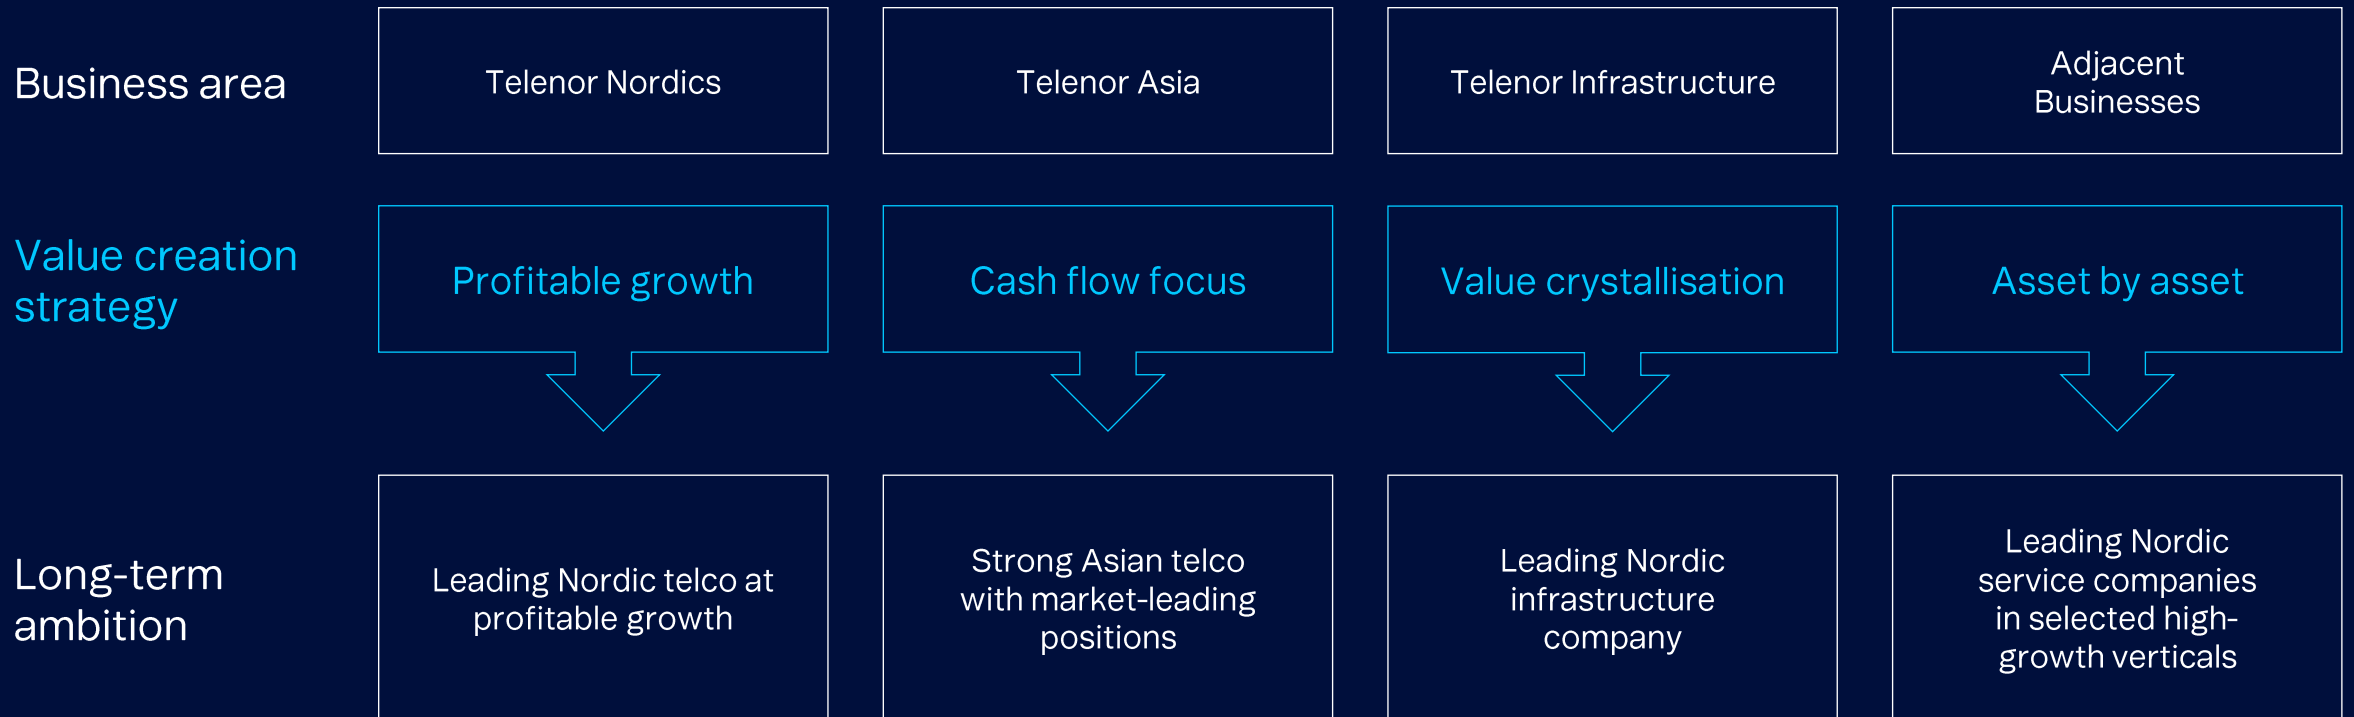 Business area
Telenor Nordics
Telenor Asia
Telenor Infrastructure
Adjacent
Businesses
Value creation
strategy
Profitable growth
Cash flow focus
Value crystallisation
Asset by asset
Long-term
ambition
Leading Nordic telco at
profitable growth
Strong Asian telco
with market-leading
positions
Leading Nordic
infrastructure
company
Leading Nordic
service companies
in selected high-
growth verticals